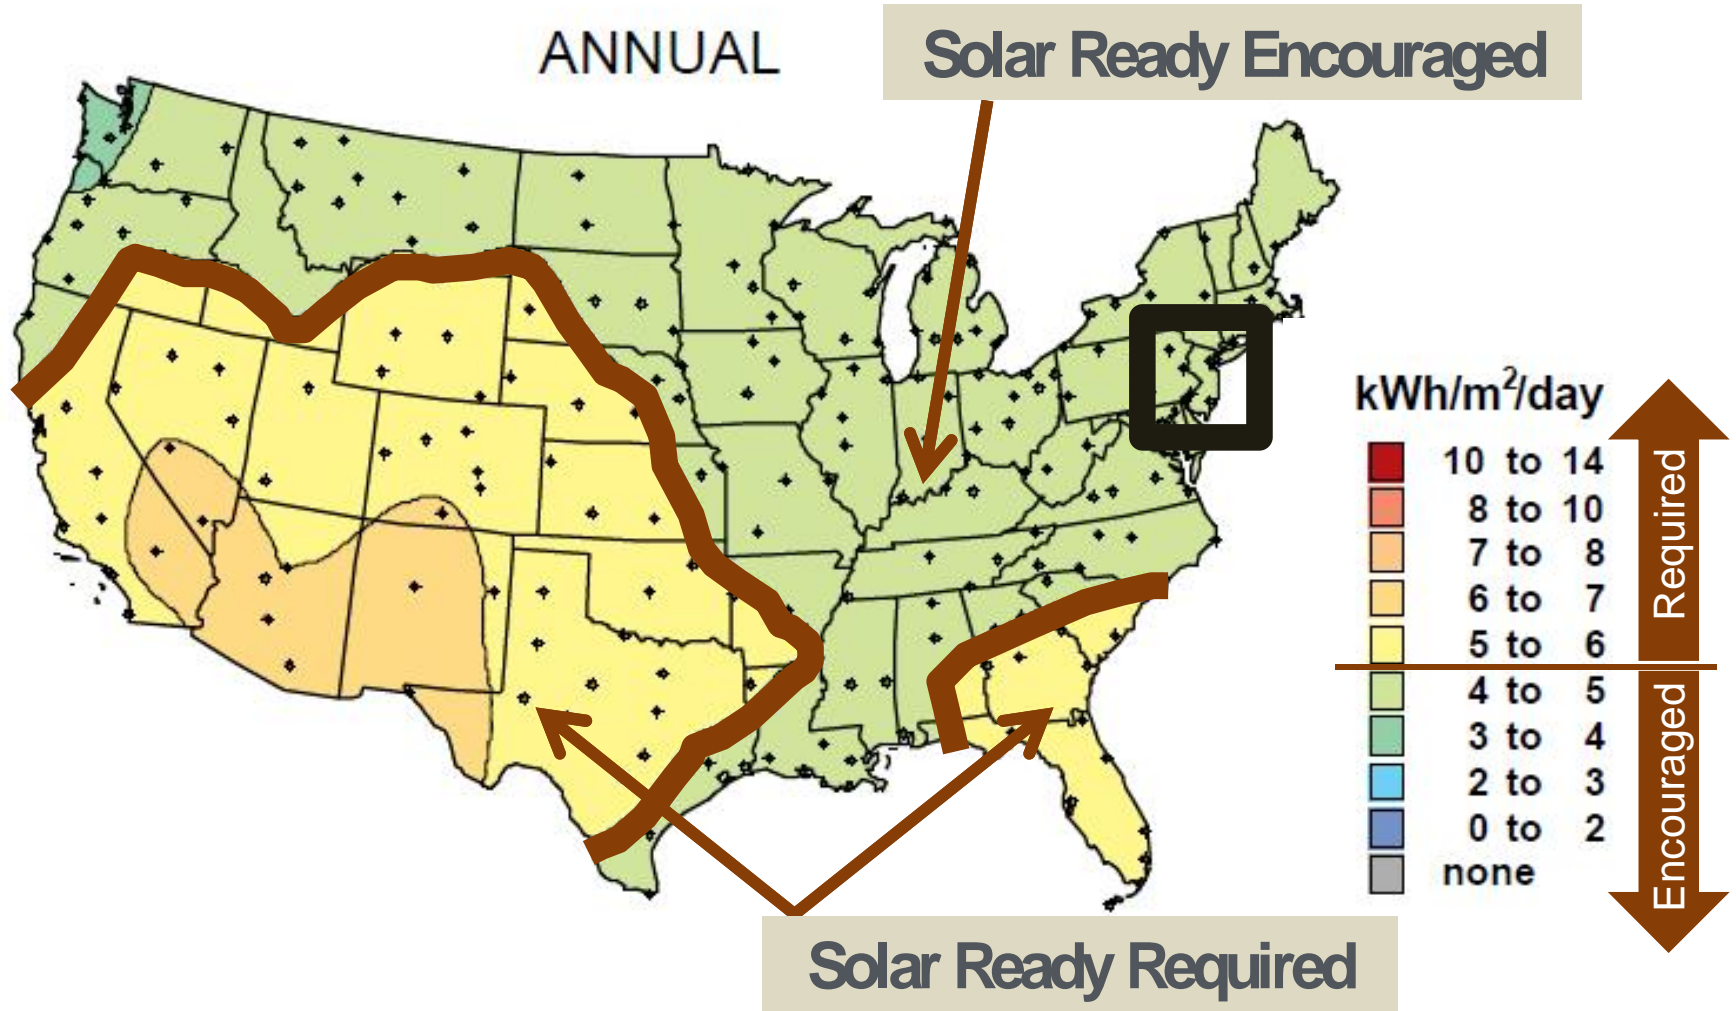 ANNUAL
Solar Ready Encouraged
kWh/m²/day
10 to 14
8 to 10
7 to 8
6 to 7
5 to 6
4 to 5
3 to 4
2 to 3
0 to 2
none
Required
Encouraged
Solar Ready Required